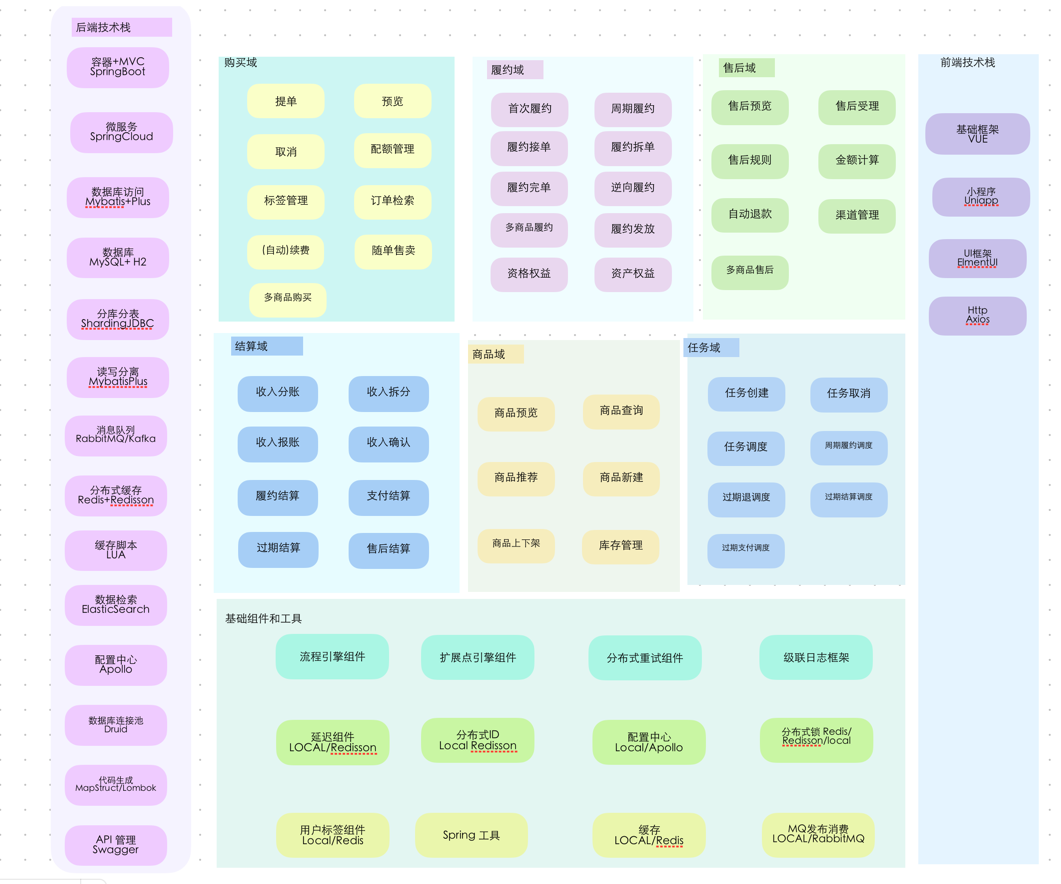 后端技术栈
容器+MVC
SpringBoot
微服务
SpringCloud
数据库访问
Mybatis+Plus
数据库
MySQL+ H2
分库分表
ShardingJDBC
读写分离
MybatisPlus
消息队列
RabbitMQ/Kafka
分布式缓存
Redis+Redisson
缓存脚本
LUA
数据检索
ElasticSearch
配置中心
Apollo
数据库连接池
Druid
代码生成
MapStruct/Lombok
API 管理
Swagger
购买域
提单
预览
取消
配额管理
标签管理
订单检索
(自动)续费
随单售卖
多商品购买
履约域
首次履约
周期履约
履约接单
履约拆单
履约完单
逆向履约
多商品履约
履约发放
资格权益
资产权益
售后域
售后预览
售后受理
售后规则
金额计算
自动退款
渠道管理
多商品售后
结算域
收入分账
收入拆分
收入报账
收入确认
履约结算
支付结算
过期结算
售后结算
商品域
商品预览
商品查询
商品推荐
商品新建
商品上下架
库存管理
任务域
任务创建
任务取消
任务调度
周期履约调度
过期退调度
过期结算调度
过期支付调度
基础组件和工具
流程引擎组件
扩展点引擎组件
分布式重试组件
级联日志框架
延迟组件
LOCAL/Redisson
分布式ID
Local Redisson
配置中心
Local/Apollo
分布式锁 Redis/
Redisson/local
用户标签组件
Local/Redis
Spring 工具
缓存
LOCAL/Redis
MQ发布消费
LOCAL/RabbitMQ
前端技术栈
基础框架
VUE
小程序
Uniapp
UI框架
ElmentUI
Http
Axios